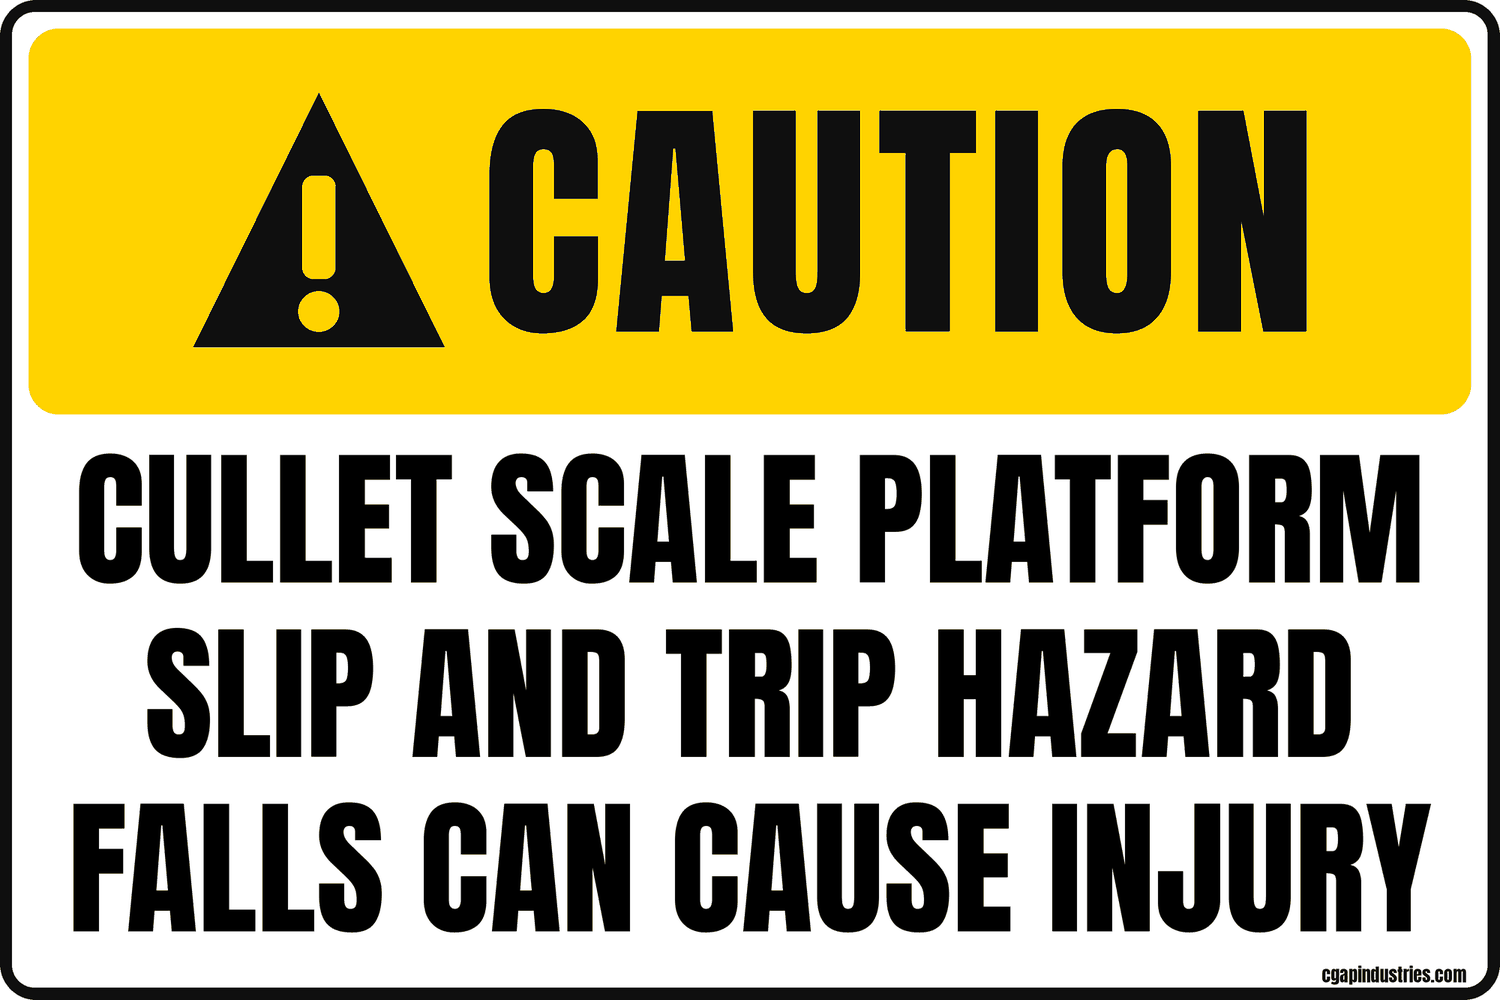 CAUTION
CULLET SCALE PLATFORM
SLIP AND TRIP HAZARD
FALLS CAN CAUSE INJURY
cgapindustries.com